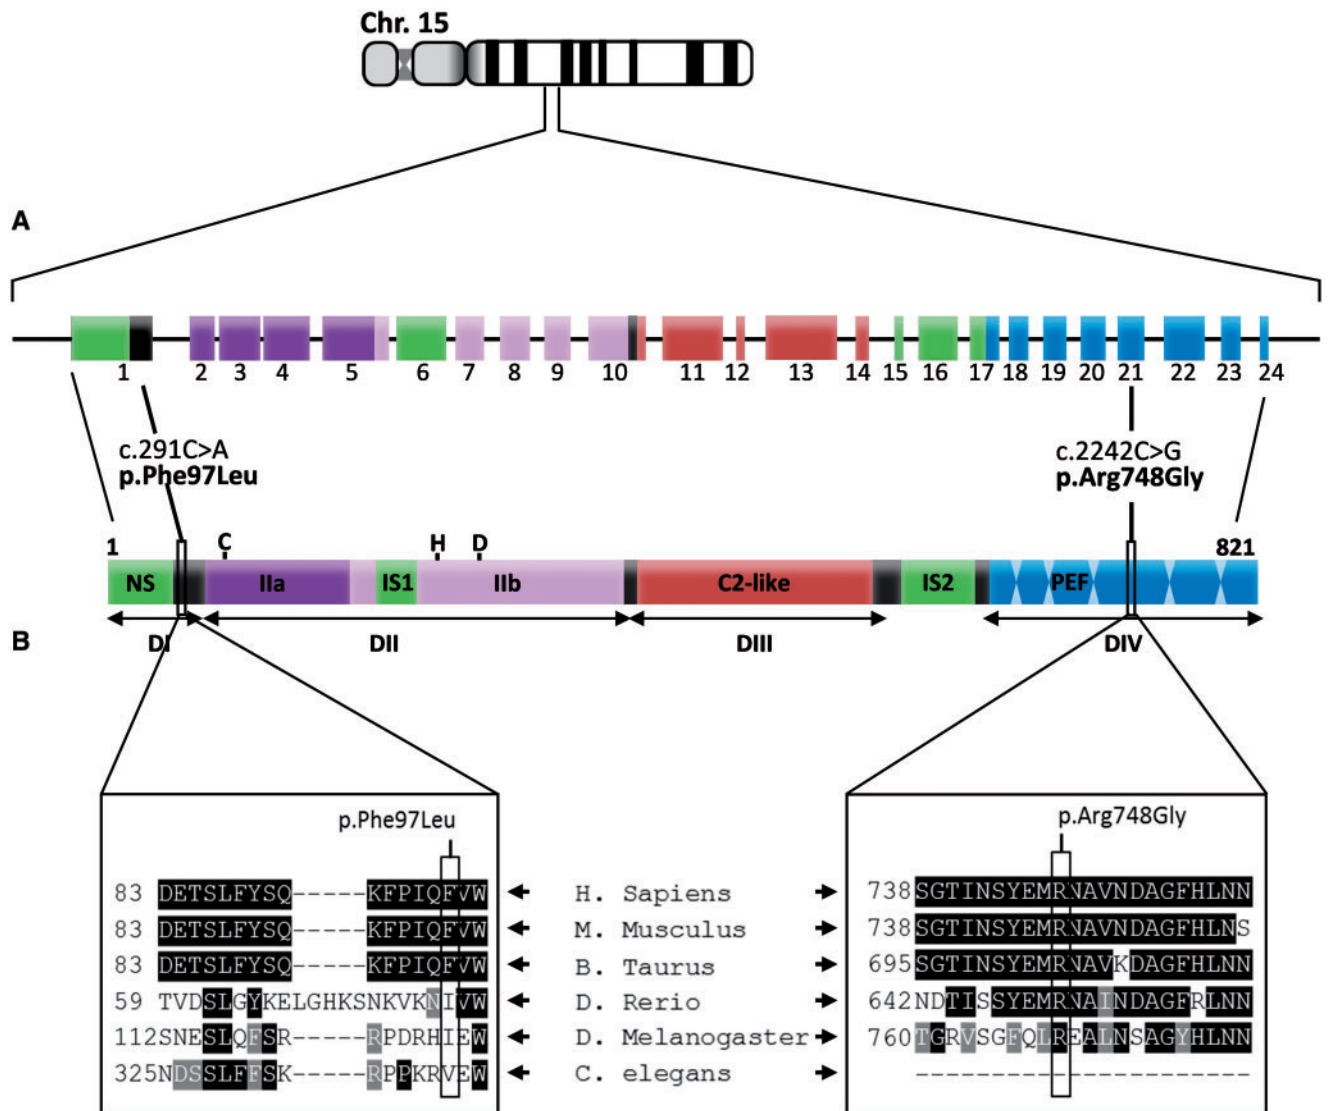 Chr. 15
A
1 2 3 4 5 6 7 8 9 10 11 12 13 14 15 16 17 18 19 20 21 22 23 24
c.291C>A
p.Phe97Leu
c.2242C>G
p.Arg748Gly
1 C H D 821
NS IIa IS1 IIb C2-like IS2 PEF
B
DI DII DIII DIV
p.Phe97Leu
p.Arg748Gly
83 DETSLFYSQ-----KFPIQFVW H. Sapiens 738 SGTINSYEMRNAVNDAGFHLNN
83 DETSLFYSQ-----KFPIQFVW M. Musculus 738 SGTINSYEMRNAVNDAGFHLNS
83 DETSLFYSQ-----KFPIQFVW B. Taurus 695 SGTINSYEMRNAVKDAGFHLNN
59 TVDSLGYKELGHKSNKVKNIVW D. Rerio 642 NDTISSYEMRNAINDAGFRLNN
112 SNESLQFSR-----RPDRHIEW D. Melanogaster 760 TGRVSGFQLREALNSAGYHLNN
325 NDSSLFFSK-----RPPKRVEW C. elegans ----------------------